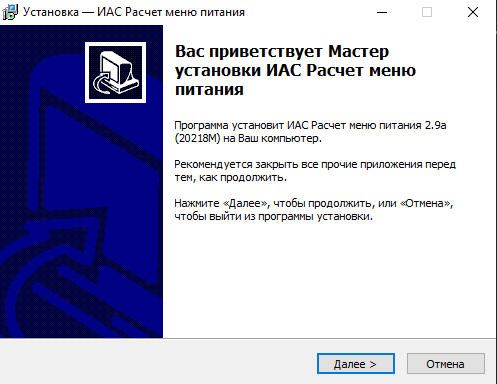 Установка — ИАС Расчет меню питания
Вас приветствует Мастер
установки ИАС Расчет меню
питания
Программа установит ИАС Расчет меню питания 2.9a
(20218M) на Ваш компьютер.
Рекомендуется закрыть все прочие приложения перед
тем, как продолжить.
Нажмите «Далее», чтобы продолжить, или «Отмена»,
чтобы выйти из программы установки.
Далее >
Отмена